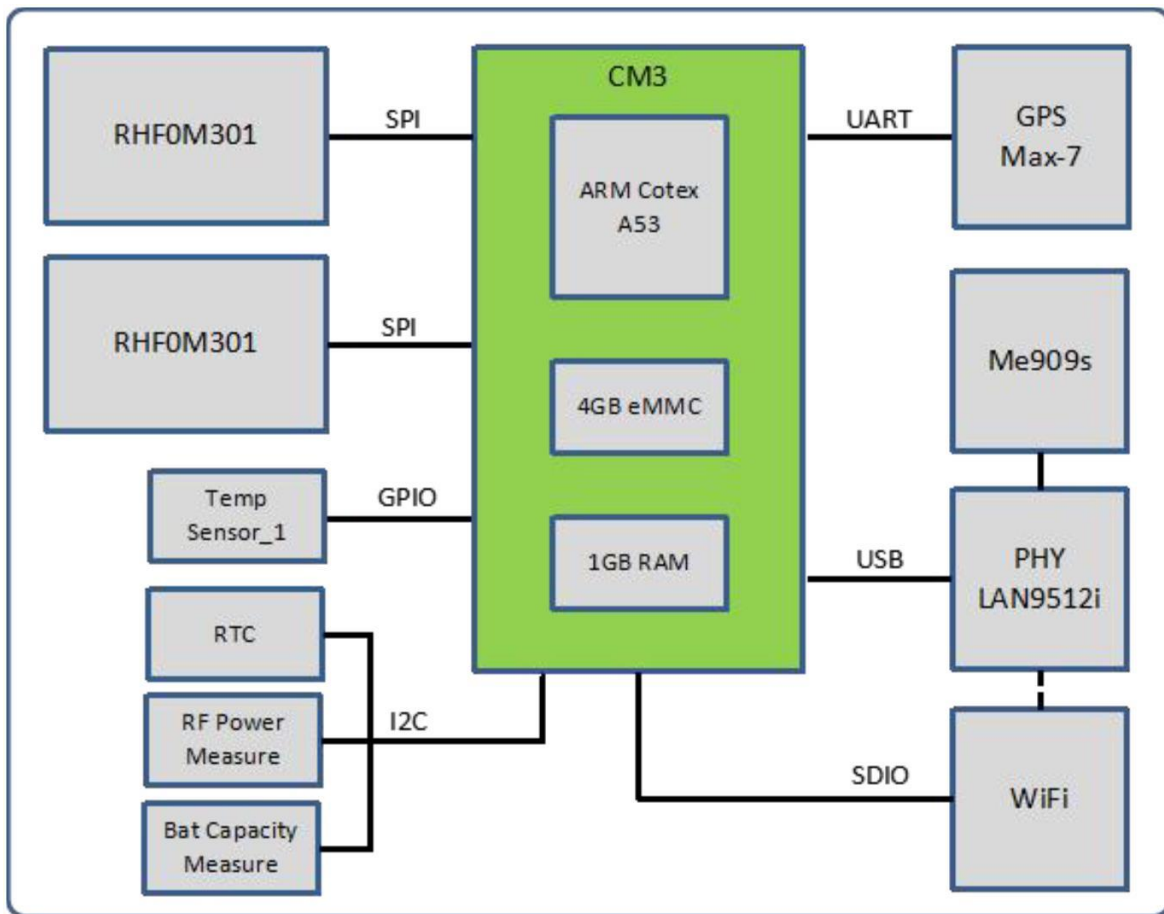 CM3
RHF0M301
SPI
ARM Cotex
A53
UART
GPS
Max-7
RHF0M301
SPI
4GB eMMC
Me909s
Temp
Sensor_1
GPIO
1GB RAM
USB
PHY
LAN9512i
RTC
RF Power
Measure
I2C
Bat Capacity
Measure
SDIO
WiFi